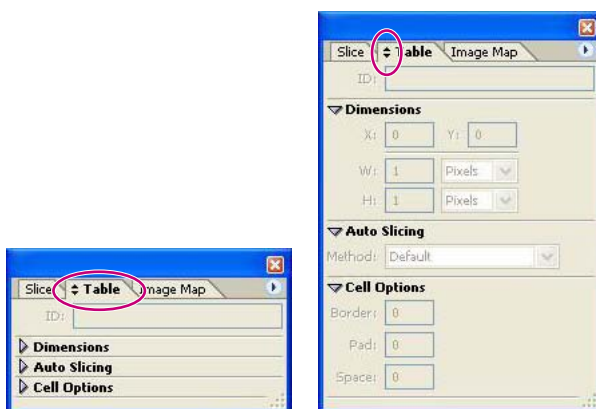 Slice Table Image Map
ID:
Dimensions
Auto Slicing
Cell Options
Slice Table Image Map
ID:
Dimensions
X: 0 Y: 0
W: 1 Pixels
H: 1 Pixels
Auto Slicing
Method: Default
Cell Options
Border: 0
Pad: 0
Space: 0